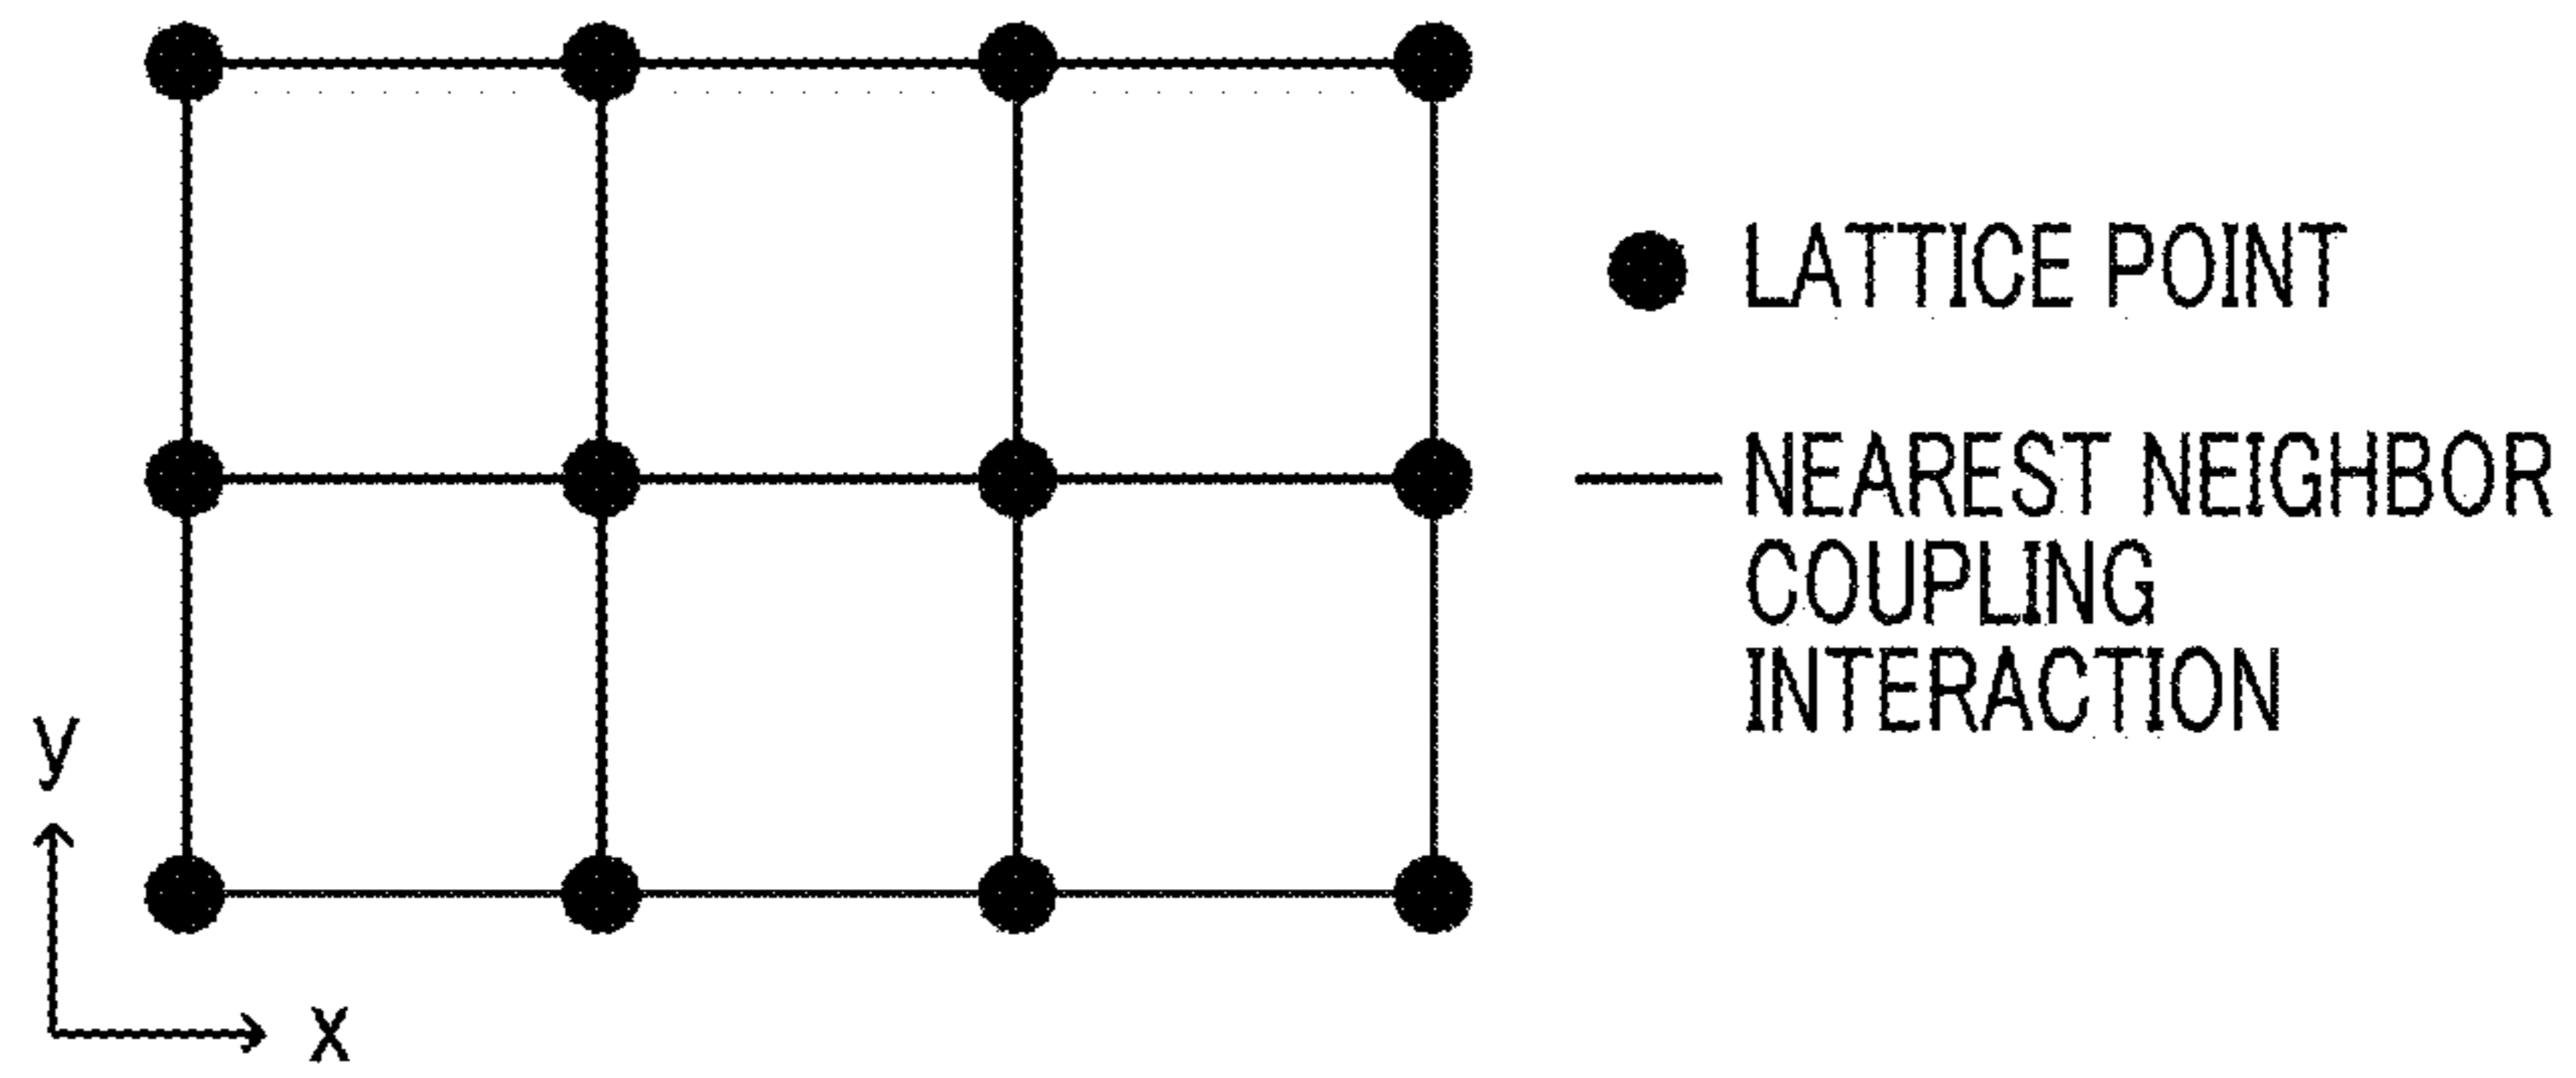 LATTICE POINT
NEAREST NEIGHBOR
COUPLING
INTERACTION
y
x